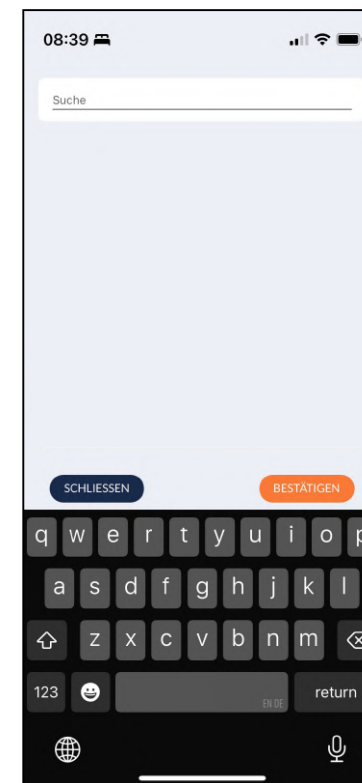 08:39
Suche
SCHLIESSEN BESTÄTIGEN
q w e r t y u i o p
a s d f g h j k l
z x c v b n m
123 EN DE return